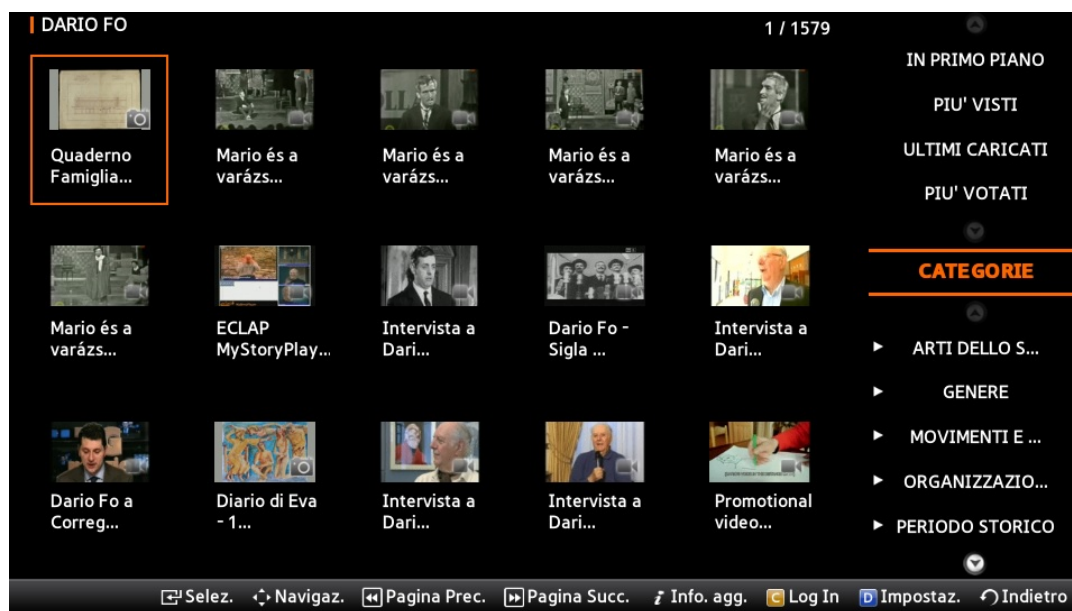 DARIO FO
1 / 1579
Quaderno
Famiglia...
Mario és a
varázs...
Mario és a
varázs...
Mario és a
varázs...
Mario és a
varázs...
Mario és a
varázs...
ECLAP
MyStoryPlay...
Intervista a
Dari...
Dario Fo -
Sigla ...
Intervista a
Dari...
Dario Fo a
Correg...
Diario di Eva
- 1...
Intervista a
Dari...
Intervista a
Dari...
Promotional
video...
IN PRIMO PIANO
PIU' VISTI
ULTIMI CARICATI
PIU' VOTATI
CATEGORIE
ARTI DELLO S...
GENERE
MOVIMENTI E ...
ORGANIZZAZIO...
PERIODO STORICO
Selez. Navigaz. Pagina Prec. Pagina Succ. i Info. agg. C Log In D Impostaz. Indietro